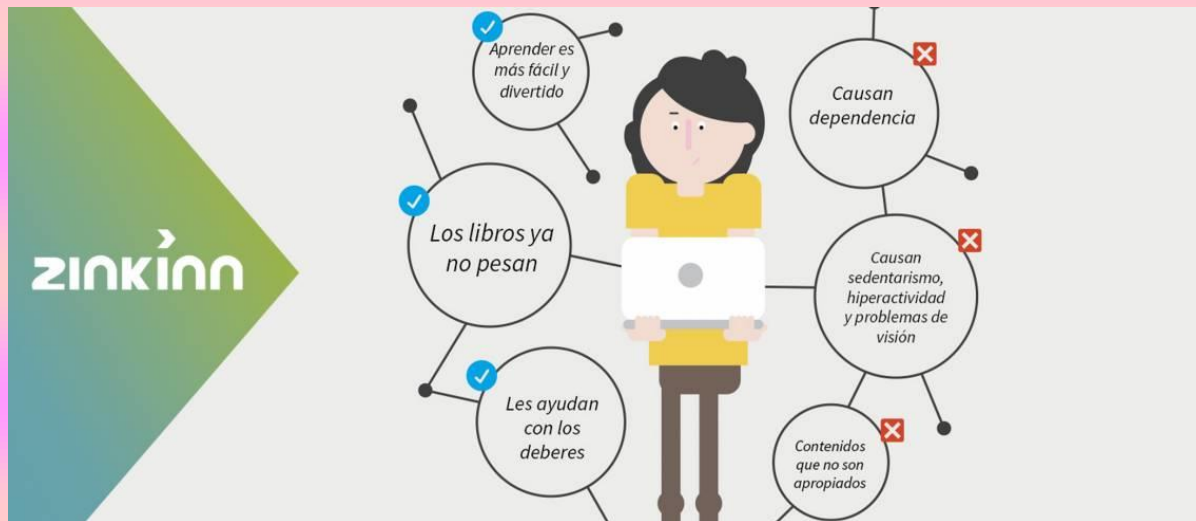 zınkınn
Aprender es
más fácil y
divertido
Los libros ya
no pesan
Les ayudan
con los
deberes
Causan
dependencia
Causan
sedentarismo,
hiperactividad
y problemas de
visión
Contenidos
que no son
apropiados